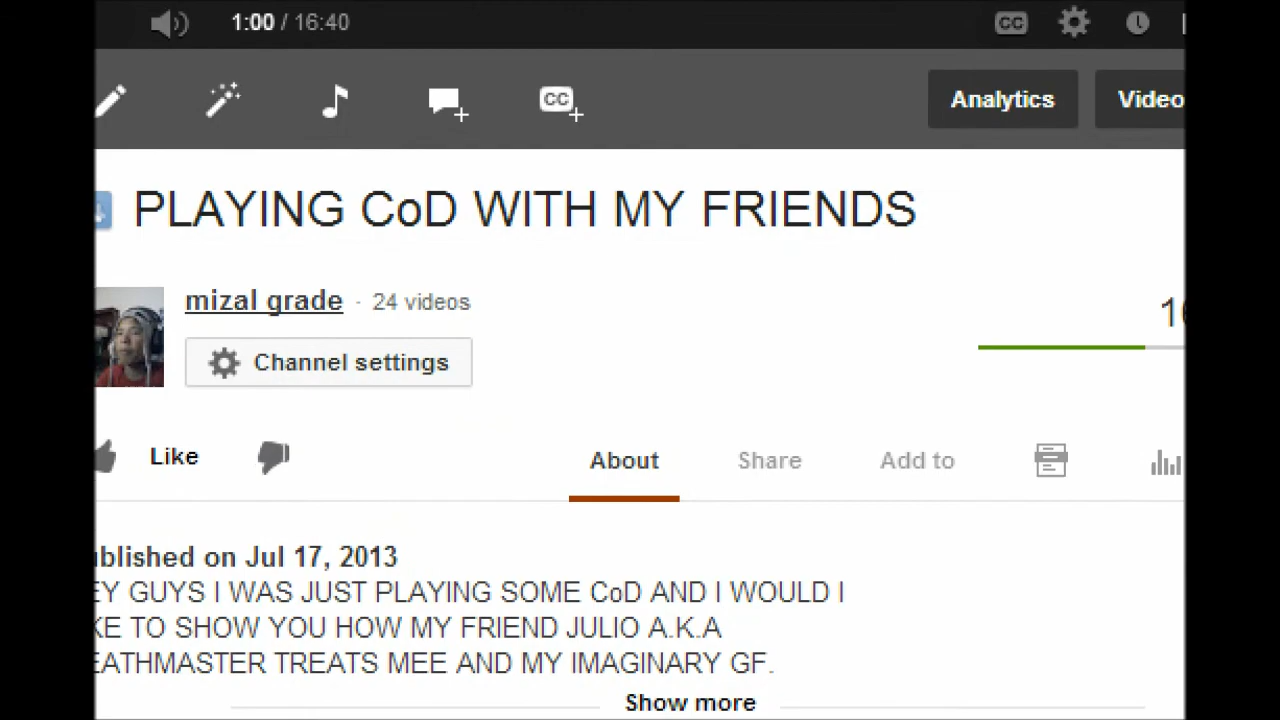 1:00 / 16:40
CC
CC
Analytics
Video
PLAYING CoD WITH MY FRIENDS
mizal grade · 24 videos
Channel settings
Like
About
Share
Add to
ublished on Jul 17, 2013
EY GUYS I WAS JUST PLAYING SOME CoD AND I WOULD I
KE TO SHOW YOU HOW MY FRIEND JULIO A.K.A
EATHMASTER TREATS MEE AND MY IMAGINARY GF.
Show more